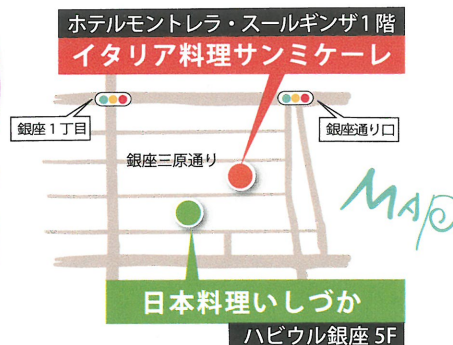 ホテルモントレラ・スールギンザ1階
イタリア料理サンミケーレ
銀座1丁目
銀座通り口
銀座三原通り
MAP
日本料理いしづか
ハビウル銀座 5F